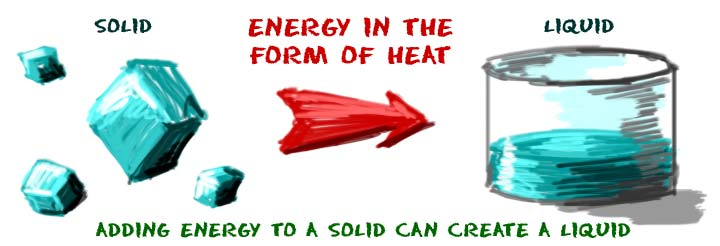 SOLID
ENERGY IN THE
FORM OF HEAT
LIQUID
ADDING ENERGY TO A SOLID CAN CREATE A LIQUID